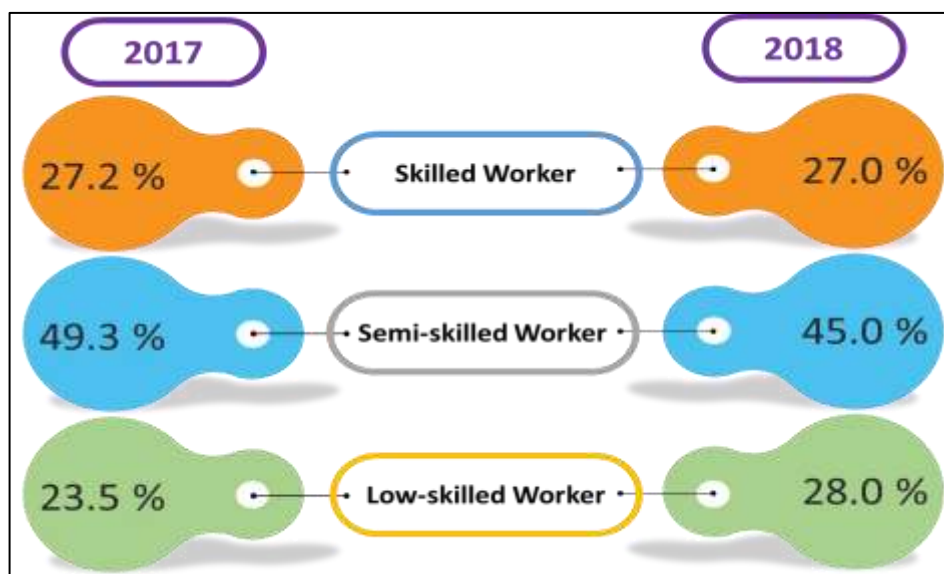 2017
2018
27.2 %
Skilled Worker
27.0 %
49.3 %
Semi-skilled Worker
45.0 %
23.5 %
Low-skilled Worker
28.0 %